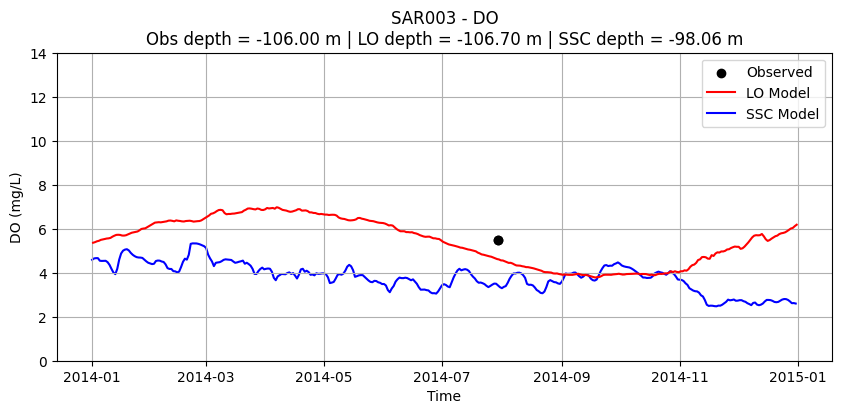 SAR003 - DO
Obs depth = -106.00 m | LO depth = -106.70 m | SSC depth = -98.06 m
14
12
10
8
6
4
2
0
DO (mg/L)
Observed
LO Model
SSC Model
2014-01
2014-03
2014-05
2014-07
2014-09
2014-11
2015-01
Time